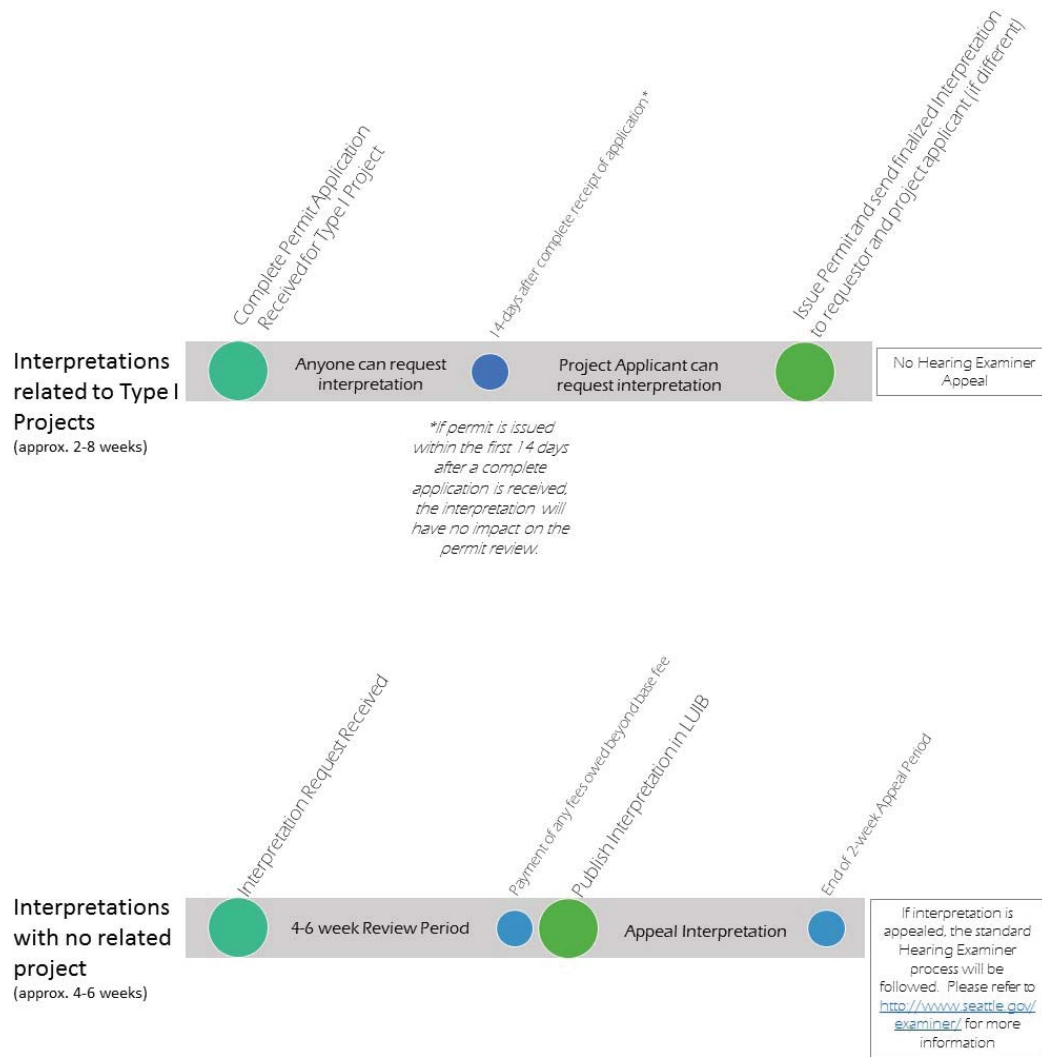 Complete Permit Application
Received for Type I Project
14-days after complete receipt of application*
Issue Permit and send finalized Interpretation
to requestor and project applicant (if different)
Interpretations
related to Type I
Projects
(approx. 2-8 weeks)
Anyone can request
interpretation
Project Applicant can
request interpretation
No Hearing Examiner
Appeal
*If permit is issued
within the first 14 days
after a complete
application is received,
the interpretation will
have no impact on the
permit review.
Interpretation Request Received
Payment of any fees owed beyond base fee
Publish Interpretation in LUIB
End of 2-week Appeal Period
Interpretations
with no related
project
(approx. 4-6 weeks)
4-6 week Review Period
Appeal Interpretation
If interpretation is
appealed, the standard
Hearing Examiner
process will be
followed. Please refer to
http://www.seattle.gov/
examiner/ for more
information